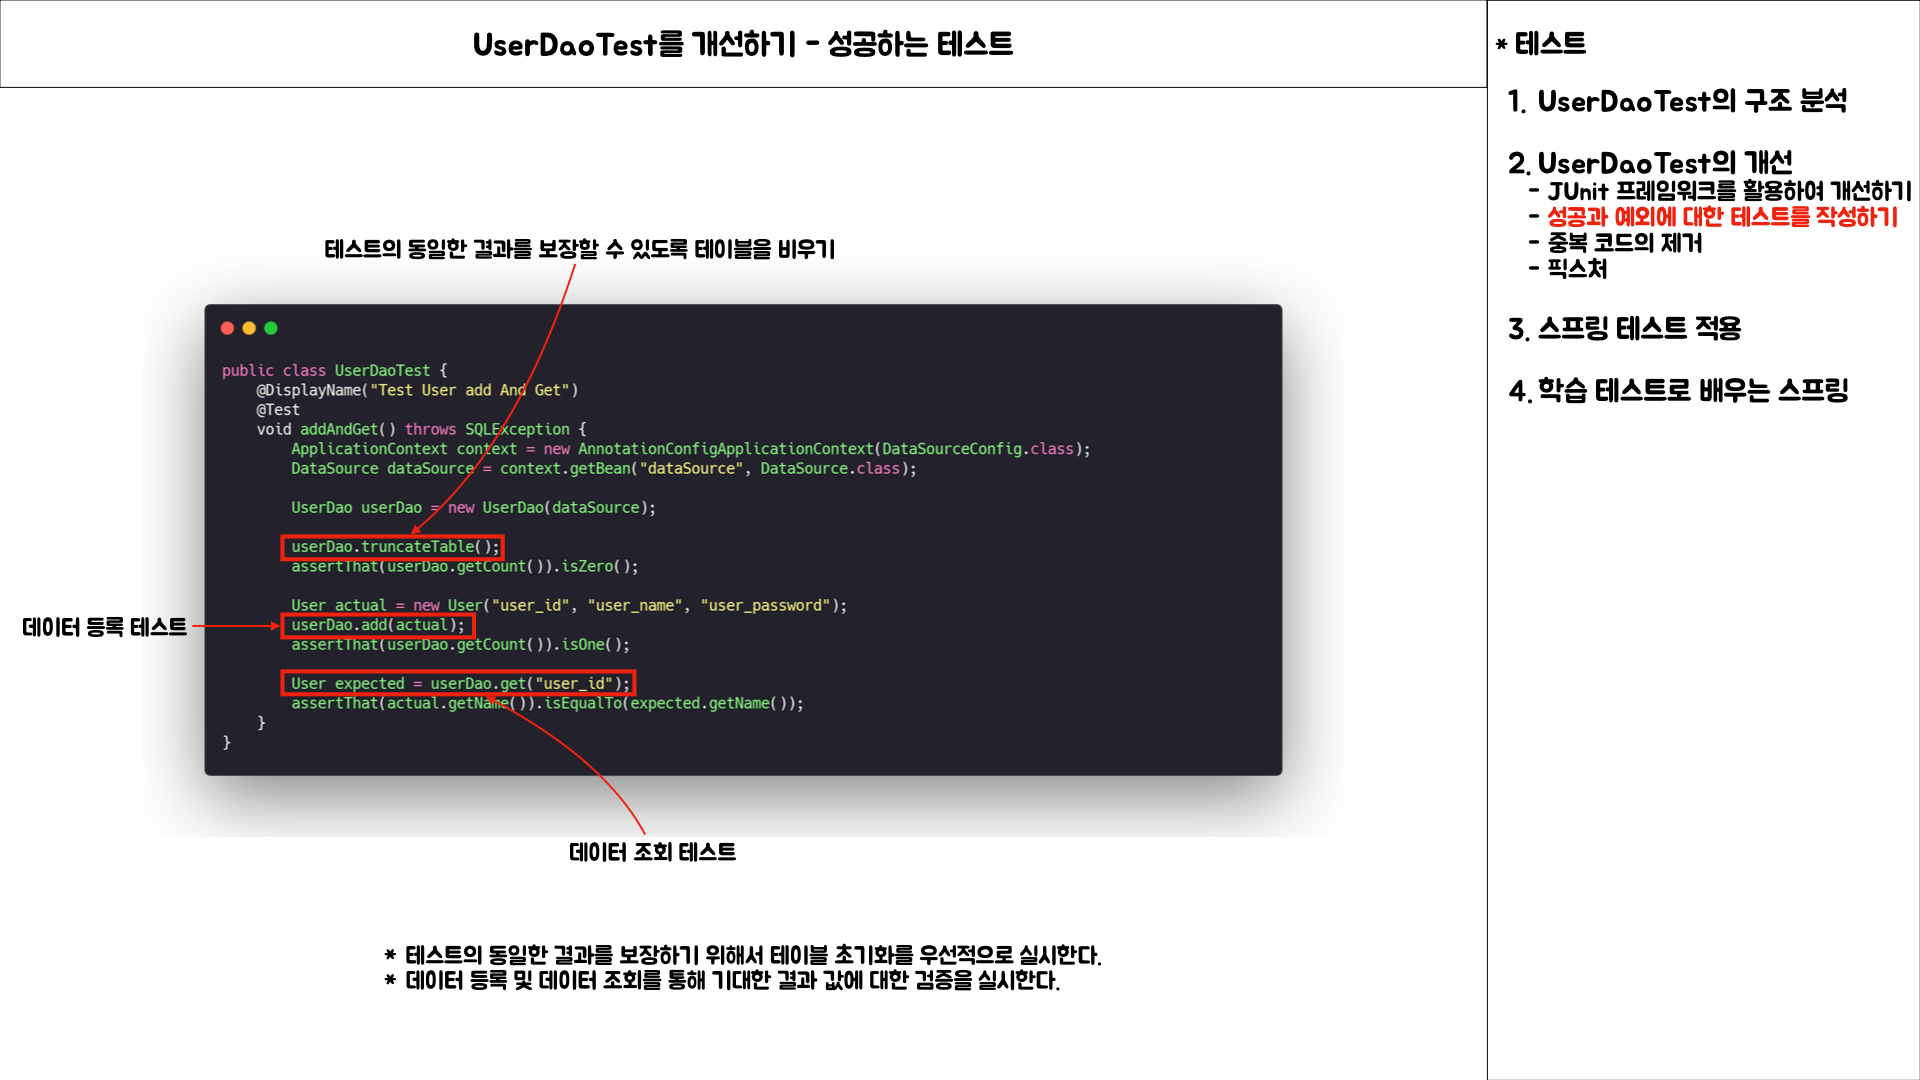 UserDaoTest를 개선하기 - 성공하는 테스트
테스트의 동일한 결과를 보장할 수 있도록 테이블을 비우기
public class UserDaoTest {
    @DisplayName("Test User add And Get")
    @Test
    void addAndGet() throws SQLException {
        ApplicationContext context = new AnnotationConfigApplicationContext(DataSourceConfig.class);
        DataSource dataSource = context.getBean("dataSource", DataSource.class);
        UserDao userDao = new UserDao(dataSource);
        userDao.truncateTable();
        assertThat(userDao.getCount()).isZero();
        User actual = new User("user_id", "user_name", "user_password");
        userDao.add(actual);
        assertThat(userDao.getCount()).isOne();
        User expected = userDao.get("user_id");
        assertThat(actual.getName()).isEqualTo(expected.getName());
    }
}
데이터 등록 테스트
데이터 조회 테스트
* 테스트의 동일한 결과를 보장하기 위해서 테이블 초기화를 우선적으로 실시한다.
* 데이터 등록 및 데이터 조회를 통해 기대한 결과 값에 대한 검증을 실시한다.
* 테스트
1. UserDaoTest의 구조 분석
2. UserDaoTest의 개선
- JUnit 프레임워크를 활용하여 개선하기
- 성공과 예외에 대한 테스트를 작성하기
- 중복 코드의 제거
- 픽스처
3. 스프링 테스트 적용
4. 학습 테스트로 배우는 스프링